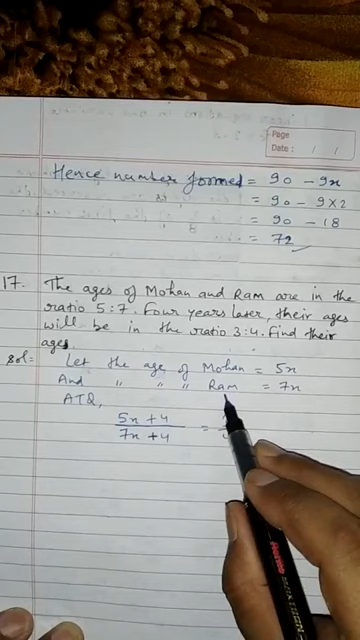 Page
Date : / /
Hence number formed = 90 - 9x
= 90 - 9×2
= 90 - 18
= 72
17. The ages of Mohan and Ram are in the
ratio 5:7. Four years later, their ages
will be in the ratio 3:4. Find their
ages.
Sol= Let the age of Mohan = 5x
And " " " Ram = 7x
ATQ,
5x + 4
7x + 4
=